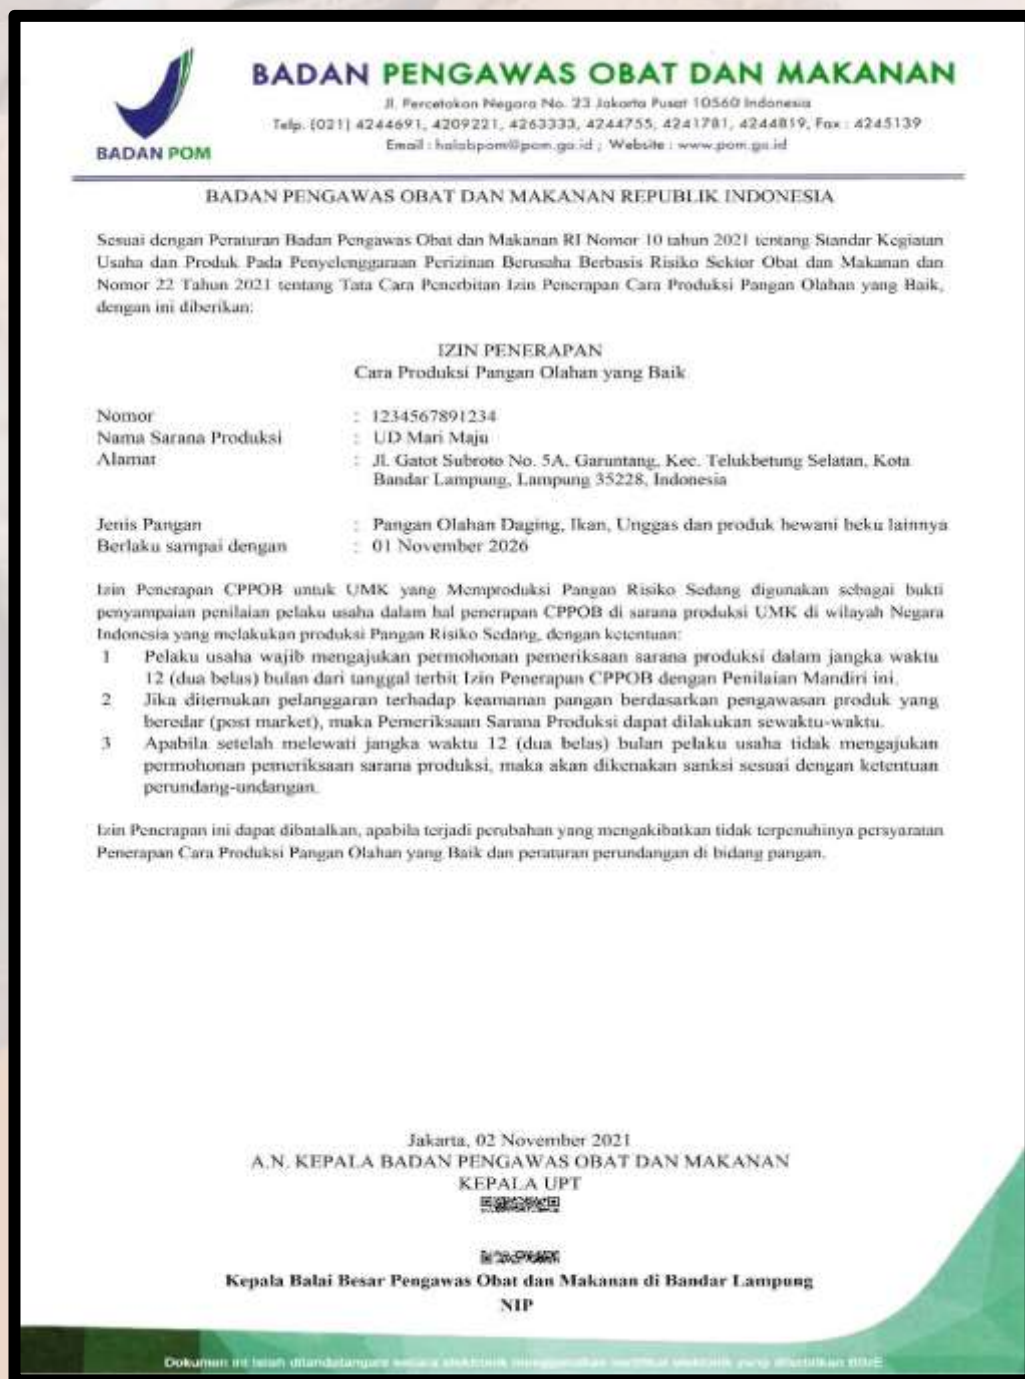 BADAN PENGAWAS OBAT DAN MAKANAN
Jl. Percetakan Negara No. 23 Jakarta Pusat 10560 Indonesia
Telp. (021) 4244691, 4209221, 4263333, 4244755, 4241781, 4244819, Fax : 4245139
Email : halobpom@pom.go.id ; Website : www.pom.go.id
BADAN POM
BADAN PENGAWAS OBAT DAN MAKANAN REPUBLIK INDONESIA
Sesuai dengan Peraturan Badan Pengawas Obat dan Makanan RI Nomor 10 tahun 2021 tentang Standar Kegiatan
Usaha dan Produk Pada Penyelenggaraan Perizinan Berusaha Berbasis Risiko Sektor Obat dan Makanan dan
Nomor 22 Tahun 2021 tentang Tata Cara Penerbitan Izin Penerapan Cara Produksi Pangan Olahan yang Baik,
dengan ini diberikan:
IZIN PENERAPAN
Cara Produksi Pangan Olahan yang Baik
Nomor : 1234567891234
Nama Sarana Produksi : UD Mari Maju
Alamat : Jl. Gatot Subroto No. 5A, Garuntang, Kec. Telukbetung Selatan, Kota
Bandar Lampung, Lampung 35228, Indonesia
Jenis Pangan : Pangan Olahan Daging, Ikan, Unggas dan produk hewani beku lainnya
Berlaku sampai dengan : 01 November 2026
Izin Penerapan CPPOB untuk UMK yang Memproduksi Pangan Risiko Sedang digunakan sebagai bukti
penyampaian penilaian pelaku usaha dalam hal penerapan CPPOB di sarana produksi UMK di wilayah Negara
Indonesia yang melakukan produksi Pangan Risiko Sedang, dengan ketentuan:
1 Pelaku usaha wajib mengajukan permohonan pemeriksaan sarana produksi dalam jangka waktu
12 (dua belas) bulan dari tanggal terbit Izin Penerapan CPPOB dengan Penilaian Mandiri ini.
2 Jika ditemukan pelanggaran terhadap keamanan pangan berdasarkan pengawasan produk yang
beredar (post market), maka Pemeriksaan Sarana Produksi dapat dilakukan sewaktu-waktu.
3 Apabila setelah melewati jangka waktu 12 (dua belas) bulan pelaku usaha tidak mengajukan
permohonan pemeriksaan sarana produksi, maka akan dikenakan sanksi sesuai dengan ketentuan
perundang-undangan.
Izin Penerapan ini dapat dibatalkan, apabila terjadi perubahan yang mengakibatkan tidak terpenuhinya persyaratan
Penerapan Cara Produksi Pangan Olahan yang Baik dan peraturan perundangan di bidang pangan.
Jakarta, 02 November 2021
A.N. KEPALA BADAN PENGAWAS OBAT DAN MAKANAN
KEPALA UPT
Kepala Balai Besar Pengawas Obat dan Makanan di Bandar Lampung
NIP
Dokumen ini telah ditandatangani secara elektronik menggunakan sertifikat elektronik yang diterbitkan BSrE